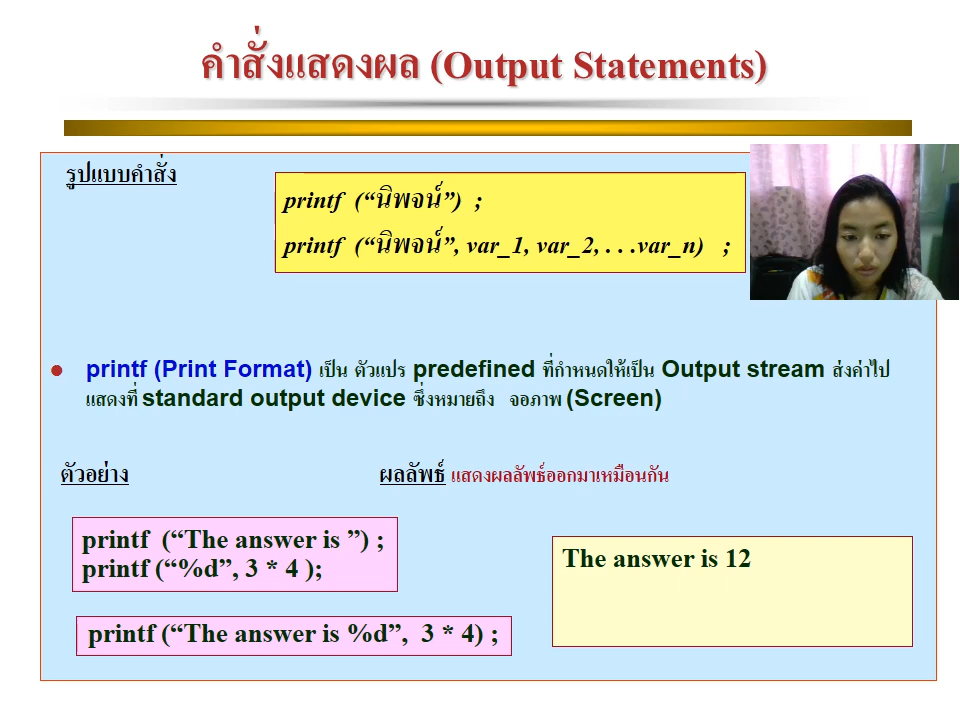 คำสั่งแสดงผล (Output Statements)
รูปแบบคำสั่ง
printf (“นิพจน์”) ;
printf (“นิพจน์”, var_1, var_2, . . .var_n) ;
printf (Print Format) เป็น ตัวแปร predefined ที่กำหนดให้เป็น Output stream ส่งค่าไป
แสดงที่ standard output device ซึ่งหมายถึง จอภาพ (Screen)
ตัวอย่าง
ผลลัพธ์ แสดงผลลัพธ์ออกมาเหมือนกัน
printf (“The answer is ”) ;
printf (“%d”, 3 * 4 );
The answer is 12
printf (“The answer is %d”, 3 * 4) ;